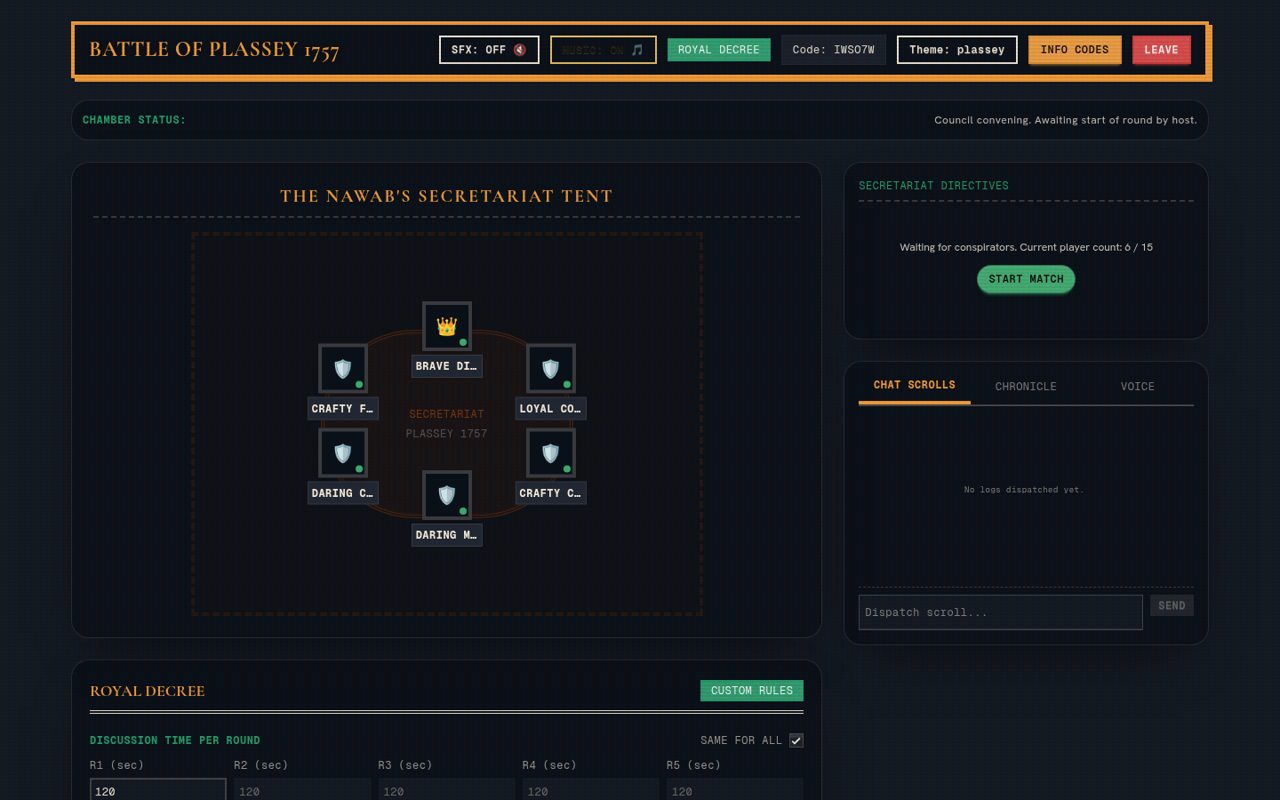 BATTLE OF PLASSEY 1757
SFX: OFF
MUSIC: ON
ROYAL DECREE
Code: IWSO7W
Theme: plassey
INFO CODES
LEAVE
CHAMBER STATUS:
Council convening. Awaiting start of round by host.
THE NAWAB'S SECRETARIAT TENT
BRAVE DI…
CRAFTY F…
LOYAL CO…
SECRETARIAT
PLASSEY 1757
DARING C…
CRAFTY C…
DARING M…
SECRETARIAT DIRECTIVES
Waiting for conspirators. Current player count: 6 / 15
START MATCH
CHAT SCROLLS
CHRONICLE
VOICE
No logs dispatched yet.
Dispatch scroll...
SEND
ROYAL DECREE
CUSTOM RULES
DISCUSSION TIME PER ROUND
SAME FOR ALL
R1 (sec) R2 (sec) R3 (sec) R4 (sec) R5 (sec)
120 120 120 120 120